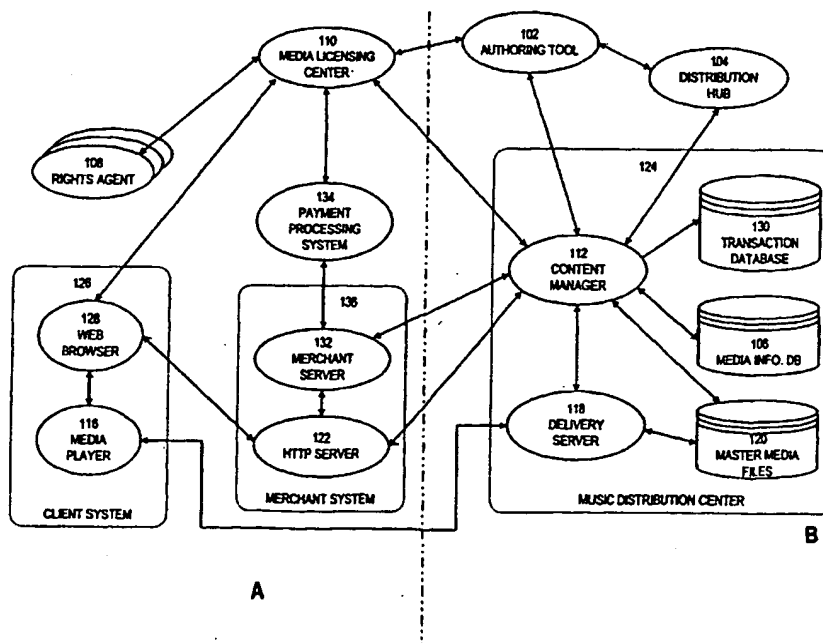 110
MEDIA LICENSING
CENTER
102
AUTHORING TOOL
104
DISTRIBUTION
HUB
108
RIGHTS AGENT
134
PAYMENT
PROCESSING
SYSTEM
124
130
TRANSACTION
DATABASE
112
CONTENT
MANAGER
126
128
WEB
BROWSER
136
132
MERCHANT
SERVER
106
MEDIA INFO. DB
116
MEDIA
PLAYER
122
HTTP SERVER
118
DELIVERY
SERVER
120
MASTER MEDIA
FILES
CLIENT SYSTEM
MERCHANT SYSTEM
MUSIC DISTRIBUTION CENTER
A
B